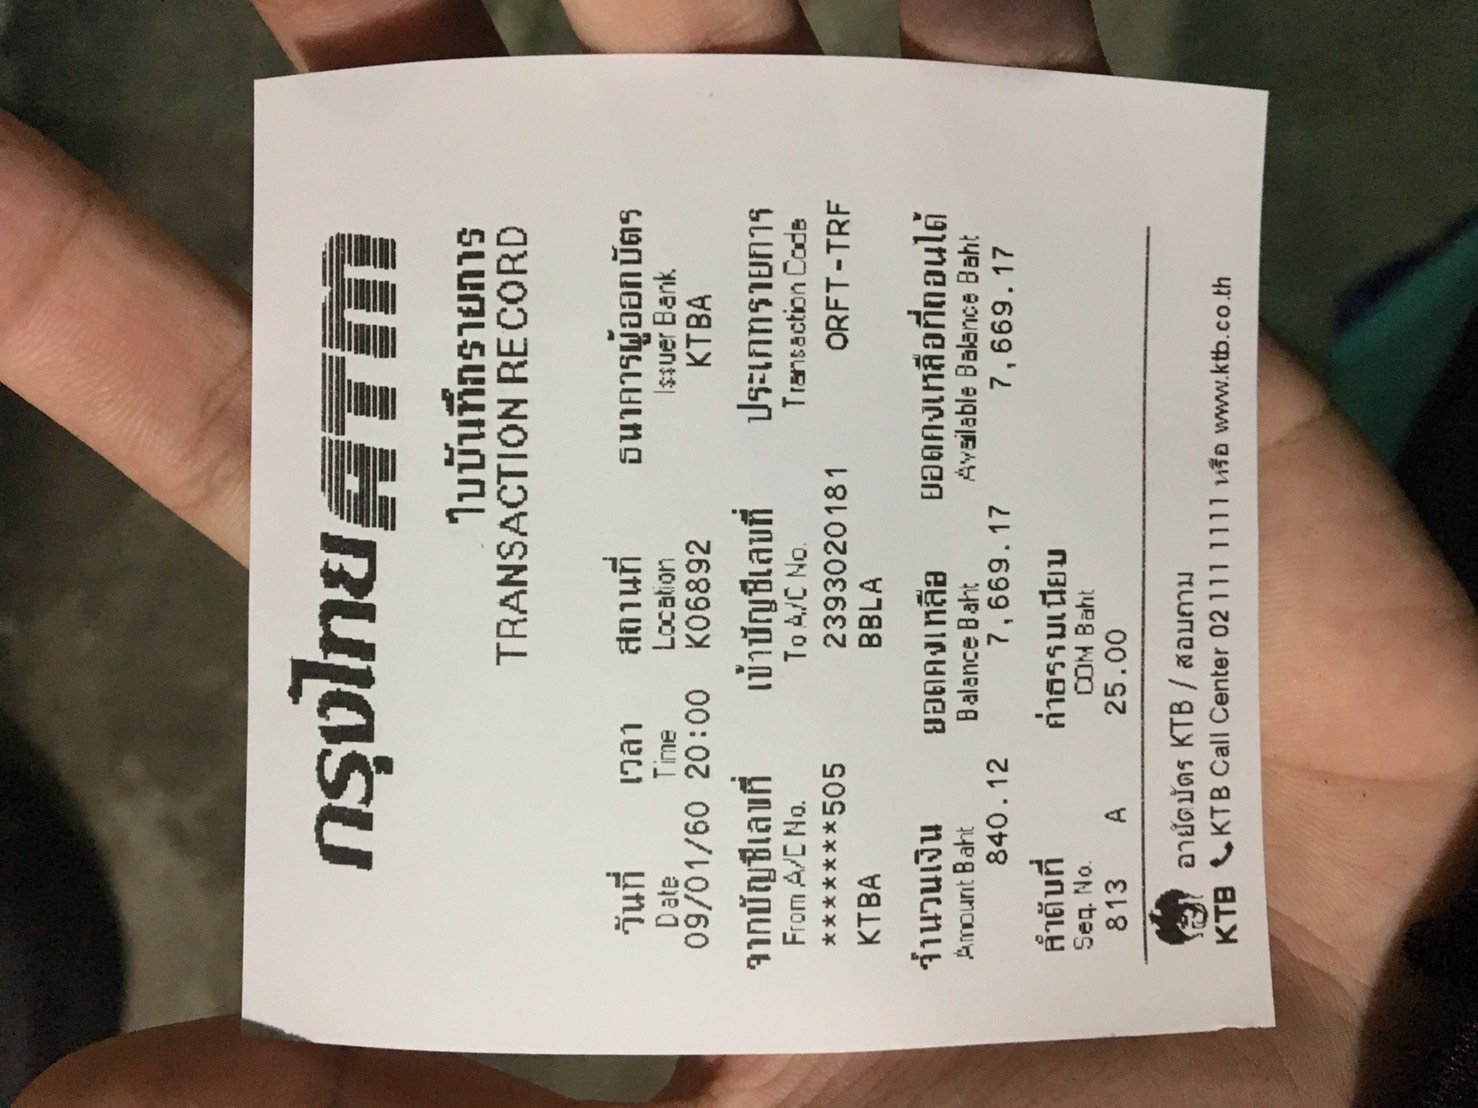 กรุงไทย ATM
ใบบันทึกรายการ
TRANSACTION RECORD
วันที่ เวลา สถานที่ ธนาคารผู้ออกบัตร
Date Time Location Issuer Bank
09/01/60 20:00 K06892 KTBA
จากบัญชีเลขที่ เข้าบัญชีเลขที่ ประเภทรายการ
From A/C No. To A/C No. Transaction Code
*******505 2393020181 ORFT-TRF
KTBA BBLA
จำนวนเงิน ยอดคงเหลือ ยอดคงเหลือที่ถอนได้
Amount Baht Balance Baht Available Balance Baht
840.12 7,669.17 7,669.17
ลำดับที่ ค่าธรรมเนียม
Seq. No. COM Baht
813 A 25.00
อายัดบัตร KTB / สอบถาม
KTB KTB Call Center 02 111 1111 หรือ www.ktb.co.th